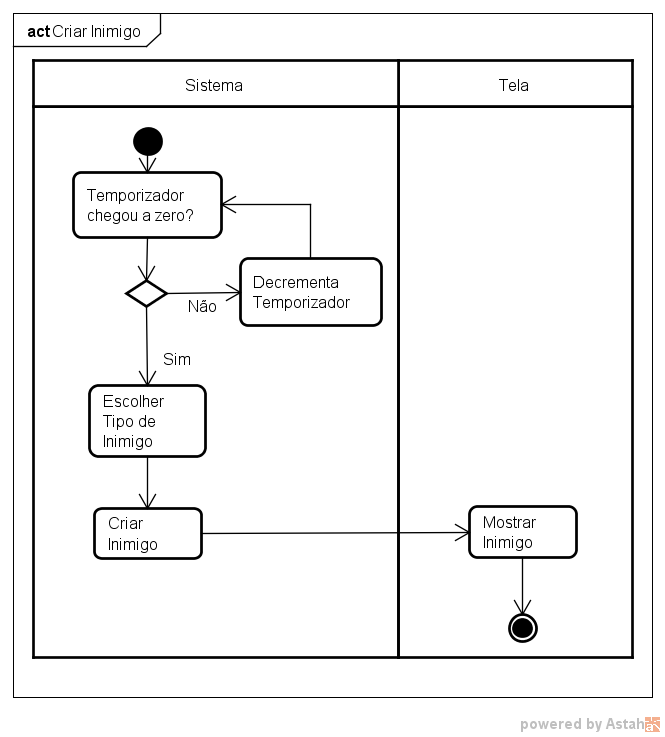 act Criar Inimigo
Sistema
Tela
Temporizador
chegou a zero?
Decrementa
Temporizador
Não
Sim
Escolher
Tipo de
Inimigo
Criar
Inimigo
Mostrar
Inimigo
powered by Astah